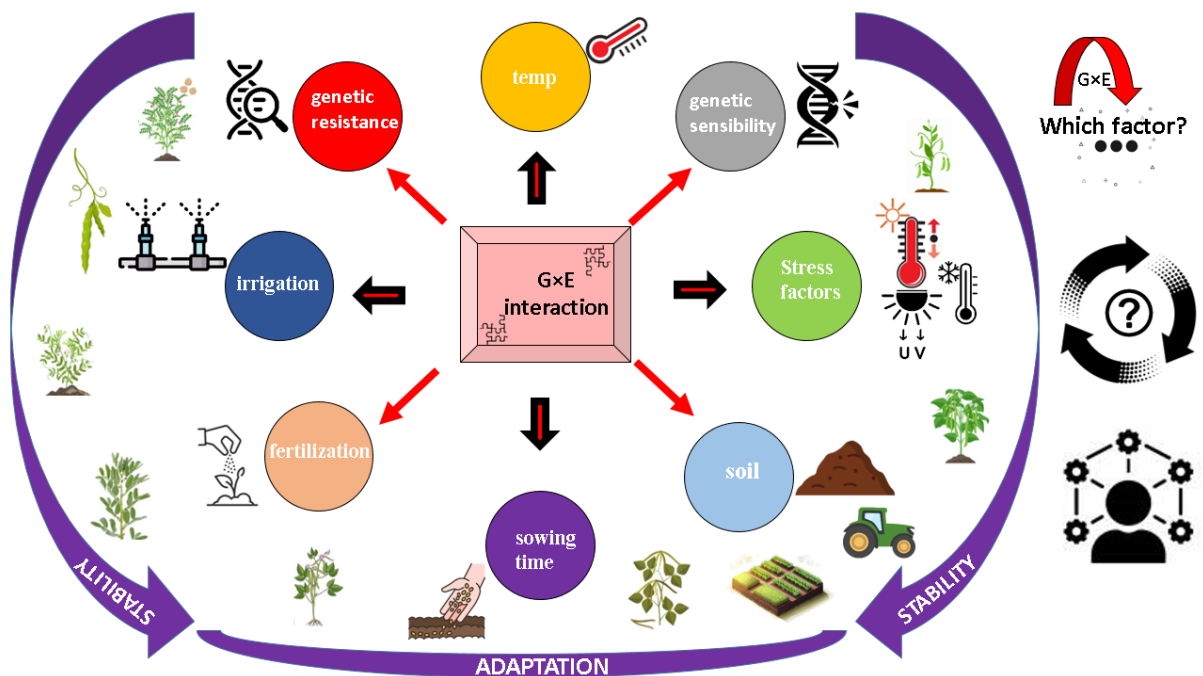 temp
genetic
resistance
genetic
sensibility
G×E
Which factor?
irrigation
G×E
interaction
Stress
factors
U V
fertilization
soil
sowing
time
STABILITY
STABILITY
ADAPTATION